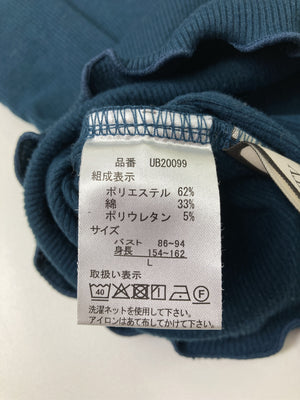 品番 UB20099
組成表示
ポリエステル 62%
綿 33%
ポリウレタン 5%
サイズ
バスト 86~94
身長 154~162
L
取扱い表示
40
F
洗濯ネットを使用して下さい。
アイロンはあて布してかけて下さい。